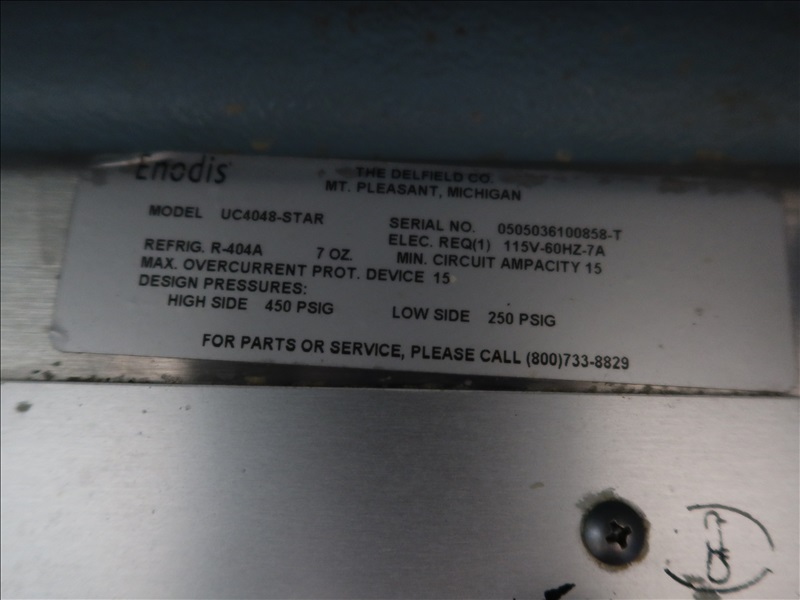 Enodis
THE DELFIELD CO.
MT. PLEASANT, MICHIGAN
MODEL UC4048-STAR
SERIAL NO. 0505036100858-T
ELEC. REQ(1) 115V-60HZ-7A
REFRIG. R-404A 7 OZ.
MIN. CIRCUIT AMPACITY 15
MAX. OVERCURRENT PROT. DEVICE 15
DESIGN PRESSURES:
HIGH SIDE 450 PSIG LOW SIDE 250 PSIG
FOR PARTS OR SERVICE, PLEASE CALL (800)733-8829